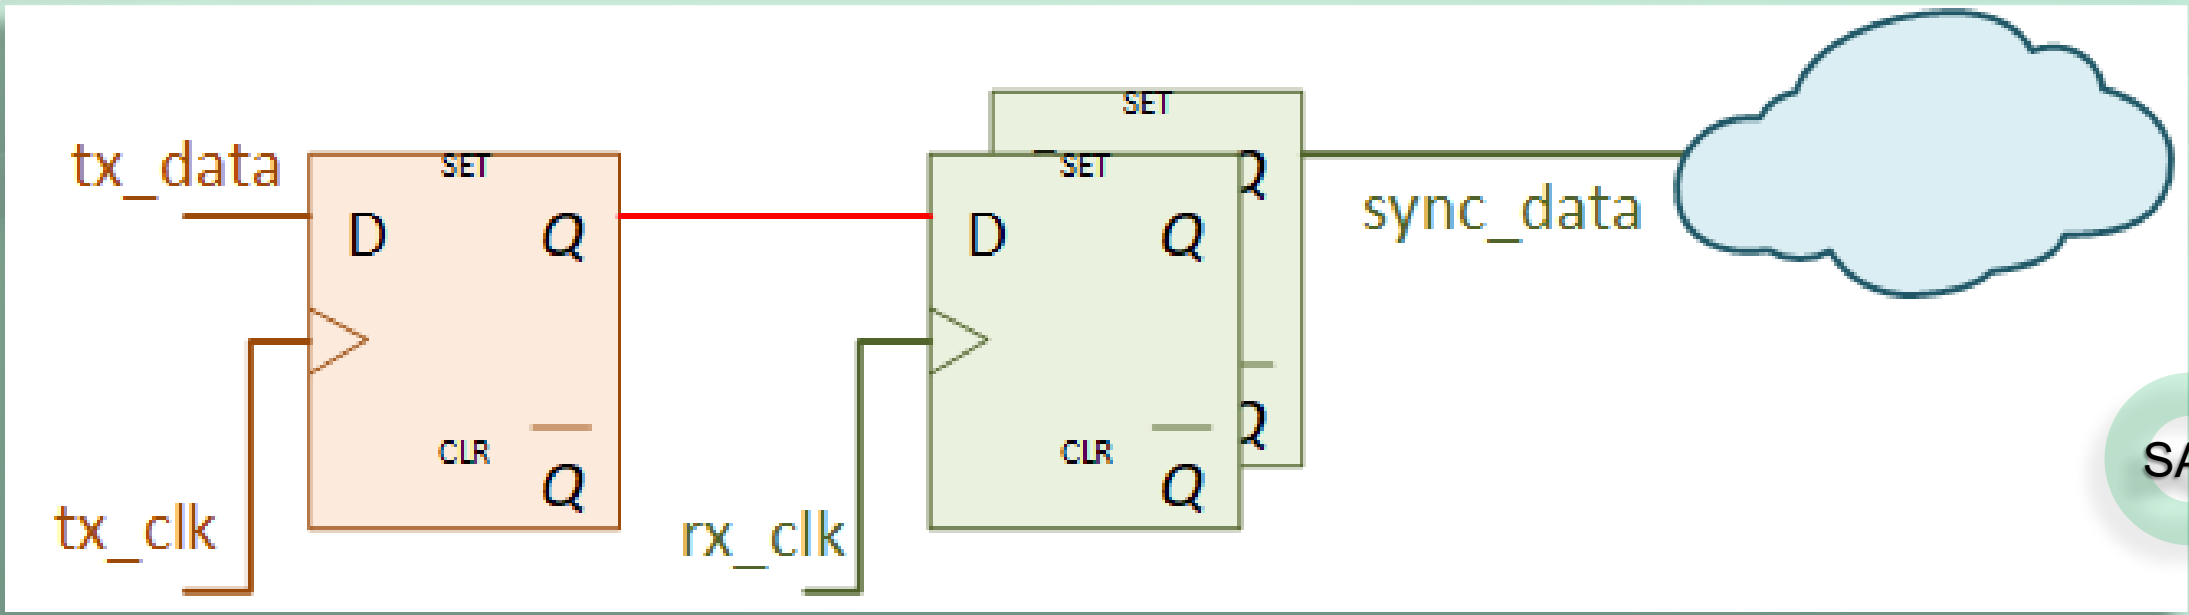 tx_data
SET
D
Q
CLR
Q
tx_clk
SET
Q
Q
SET
D
Q
CLR
Q
rx_clk
sync_data